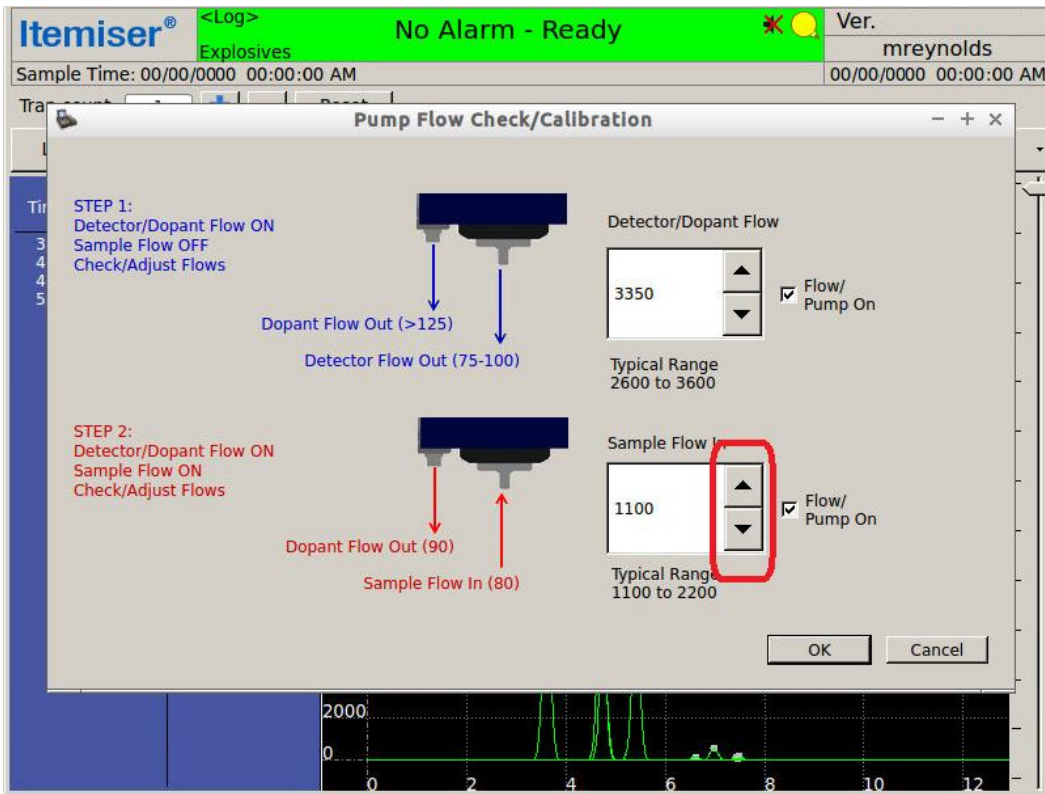 Itemiser®
<Log>
Explosives
No Alarm - Ready
Ver.
mreynolds
Sample Time: 00/00/0000 00:00:00 AM
00/00/0000 00:00:00 AM
Pump Flow Check/Calibration
STEP 1:
Detector/Dopant Flow ON
Sample Flow OFF
Check/Adjust Flows
Dopant Flow Out (>125)
Detector Flow Out (75-100)
Detector/Dopant Flow
3350
Flow/
Pump On
Typical Range
2600 to 3600
STEP 2:
Detector/Dopant Flow ON
Sample Flow ON
Check/Adjust Flows
Dopant Flow Out (90)
Sample Flow In (80)
Sample Flow In
1100
Flow/
Pump On
Typical Range
1100 to 2200
OK
Cancel
3
4
4
5
2000
0
0 2 4 6 8 10 12